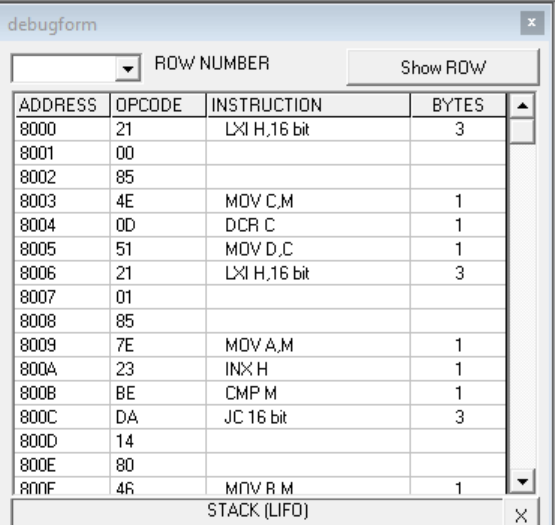 debugform x
ROW NUMBER Show ROW
ADDRESS OPCODE INSTRUCTION BYTES
8000 21 LXI H,16 bit 3
8001 00
8002 85
8003 4E MOV C,M 1
8004 0D DCR C 1
8005 51 MOV D,C 1
8006 21 LXI H,16 bit 3
8007 01
8008 85
8009 7E MOV A,M 1
800A 23 INX H 1
800B BE CMP M 1
800C DA JC 16 bit 3
800D 14
800E 80
800F 46 MOV B,M 1
STACK (LIFO) X